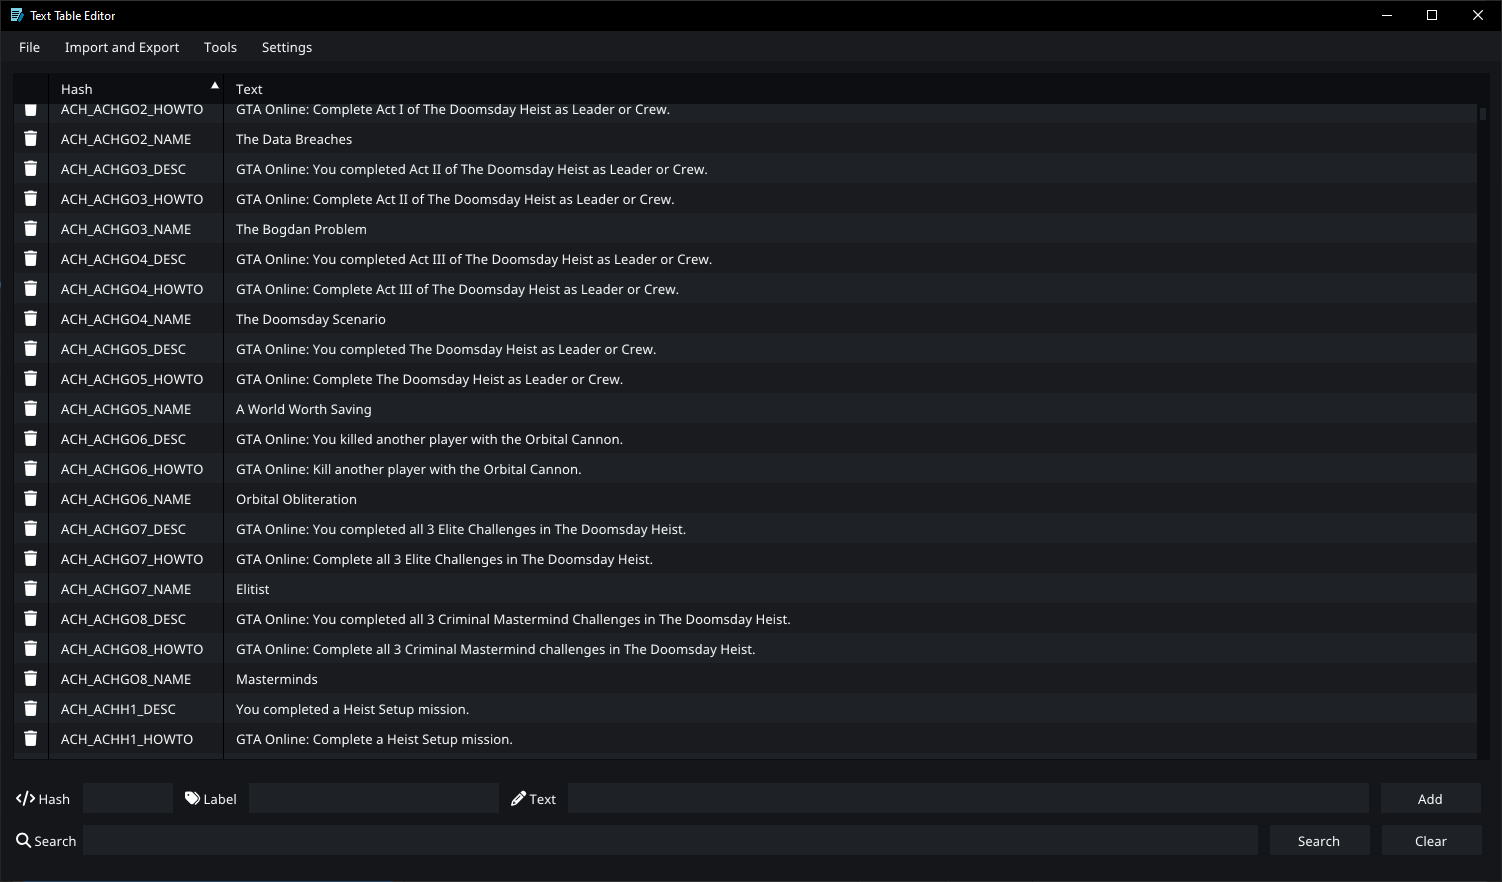 Text Table Editor
File Import and Export Tools Settings
Hash Text
ACH_ACHGO2_HOWTO GTA Online: Complete Act I of The Doomsday Heist as Leader or Crew.
ACH_ACHGO2_NAME The Data Breaches
ACH_ACHGO3_DESC GTA Online: You completed Act II of The Doomsday Heist as Leader or Crew.
ACH_ACHGO3_HOWTO GTA Online: Complete Act II of The Doomsday Heist as Leader or Crew.
ACH_ACHGO3_NAME The Bogdan Problem
ACH_ACHGO4_DESC GTA Online: You completed Act III of The Doomsday Heist as Leader or Crew.
ACH_ACHGO4_HOWTO GTA Online: Complete Act III of The Doomsday Heist as Leader or Crew.
ACH_ACHGO4_NAME The Doomsday Scenario
ACH_ACHGO5_DESC GTA Online: You completed The Doomsday Heist as Leader or Crew.
ACH_ACHGO5_HOWTO GTA Online: Complete The Doomsday Heist as Leader or Crew.
ACH_ACHGO5_NAME A World Worth Saving
ACH_ACHGO6_DESC GTA Online: You killed another player with the Orbital Cannon.
ACH_ACHGO6_HOWTO GTA Online: Kill another player with the Orbital Cannon.
ACH_ACHGO6_NAME Orbital Obliteration
ACH_ACHGO7_DESC GTA Online: You completed all 3 Elite Challenges in The Doomsday Heist.
ACH_ACHGO7_HOWTO GTA Online: Complete all 3 Elite Challenges in The Doomsday Heist.
ACH_ACHGO7_NAME Elitist
ACH_ACHGO8_DESC GTA Online: You completed all 3 Criminal Mastermind Challenges in The Doomsday Heist.
ACH_ACHGO8_HOWTO GTA Online: Complete all 3 Criminal Mastermind challenges in The Doomsday Heist.
ACH_ACHGO8_NAME Masterminds
ACH_ACHH1_DESC You completed a Heist Setup mission.
ACH_ACHH1_HOWTO GTA Online: Complete a Heist Setup mission.
Hash Label Text Add
Search Search Clear